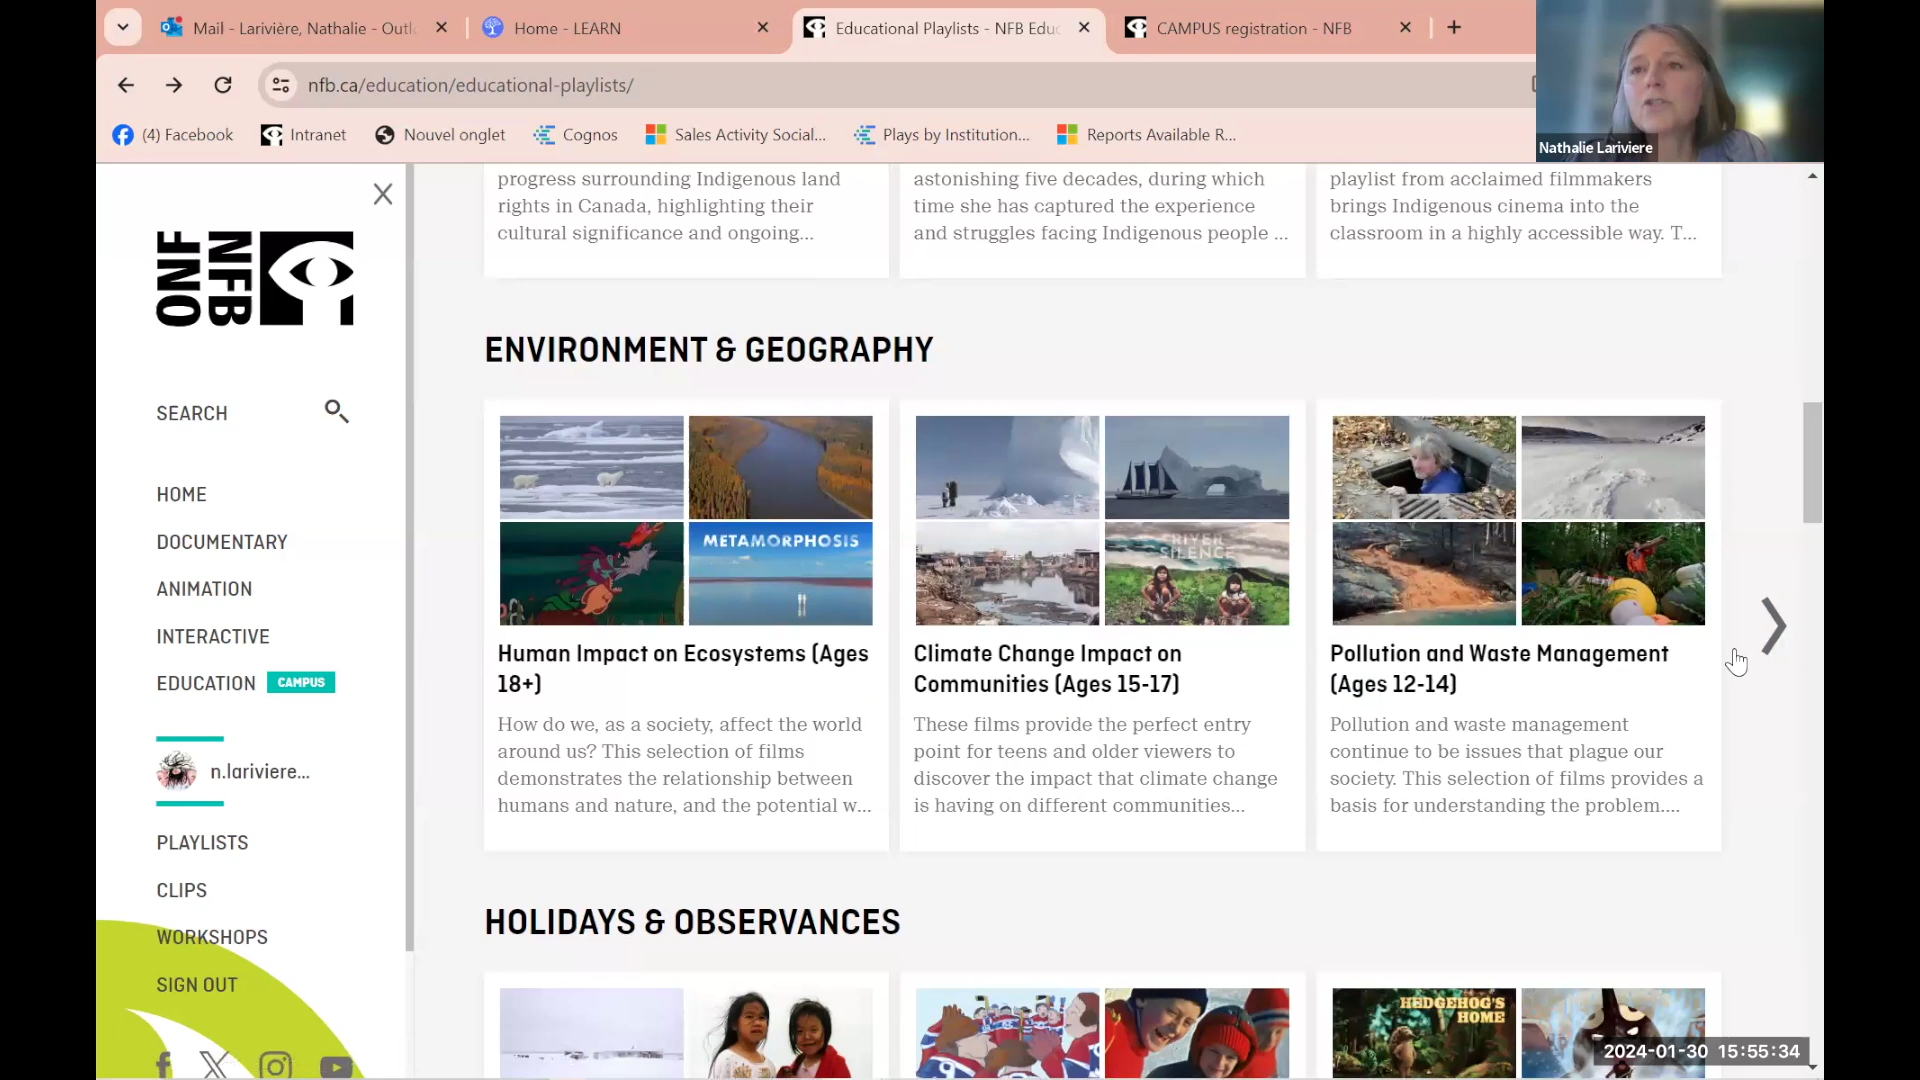 Mail - Larivière, Nathalie - Outl
Home - LEARN
Educational Playlists - NFB Educ
CAMPUS registration - NFB
nfb.ca/education/educational-playlists/
(4) Facebook
Intranet
Nouvel onglet
Cognos
Sales Activity Social...
Plays by Institution...
Reports Available R...
Nathalie Lariviere
ONF
NFB
SEARCH
HOME
DOCUMENTARY
ANIMATION
INTERACTIVE
EDUCATION CAMPUS
n.lariviere...
PLAYLISTS
CLIPS
WORKSHOPS
SIGN OUT
progress surrounding Indigenous land
rights in Canada, highlighting their
cultural significance and ongoing...
astonishing five decades, during which
time she has captured the experience
and struggles facing Indigenous people ...
playlist from acclaimed filmmakers
brings Indigenous cinema into the
classroom in a highly accessible way. T...
ENVIRONMENT & GEOGRAPHY
METAMORPHOSIS
Human Impact on Ecosystems (Ages
18+)
How do we, as a society, affect the world
around us? This selection of films
demonstrates the relationship between
humans and nature, and the potential w...
RIVER
SILENCE
Climate Change Impact on
Communities (Ages 15-17)
These films provide the perfect entry
point for teens and older viewers to
discover the impact that climate change
is having on different communities...
Pollution and Waste Management
(Ages 12-14)
Pollution and waste management
continue to be issues that plague our
society. This selection of films provides a
basis for understanding the problem....
HOLIDAYS & OBSERVANCES
HEDGEHOG'S
HOME
2024-01-30 15:55:34